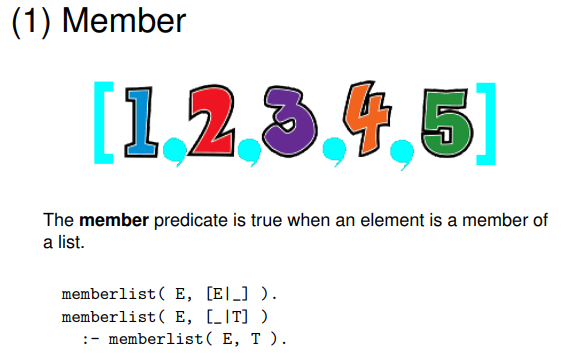 (1) Member
[1,2,3,4,5]
The member predicate is true when an element is a member of
a list.
memberlist( E, [E|_] ).
memberlist( E, [_|T] )
:- memberlist( E, T ).